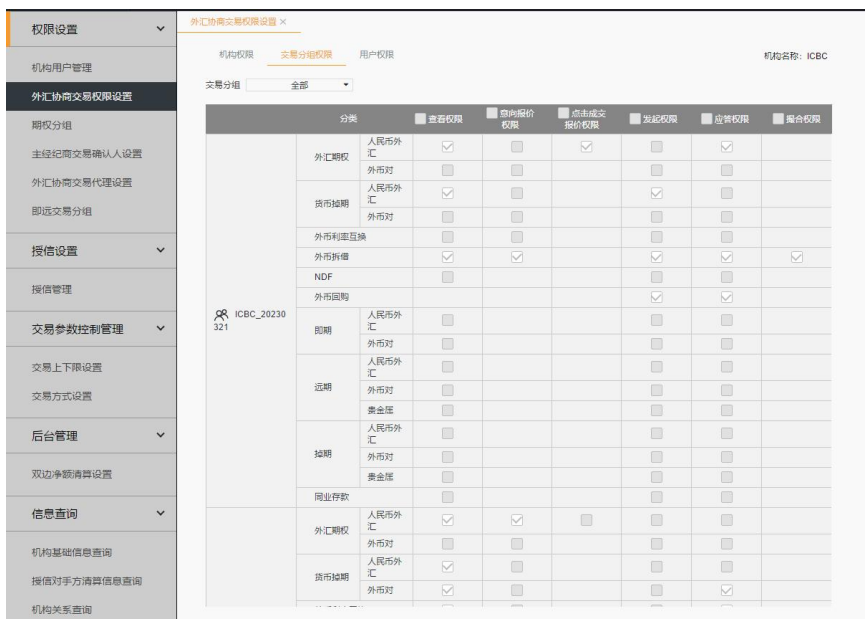 权限设置
机构用户管理
外汇协商交易权限设置
期权分组
主经纪商交易确认人设置
外汇协商交易代理设置
即远交易分组
授信设置
授信管理
交易参数控制管理
交易上下限设置
交易方式设置
后台管理
双边净额清算设置
信息查询
机构基础信息查询
授信对手方清算信息查询
机构关系查询
外汇协商交易权限设置 ×
机构权限 交易分组权限 用户权限 机构名称: ICBC
交易分组 全部
分类 查看权限 意向报价权限 点击成交报价权限 发起权限 应答权限 报合权限
ICBC_20230
321
外汇期权
人民币外
汇
外币对
货币掉期
人民币外
汇
外币对
外币利率互换
外币拆借
NDF
外币回购
即期
人民币外
汇
外币对
远期
人民币外
汇
外币对
贵金属
掉期
人民币外
汇
外币对
贵金属
同业存款
外汇期权
人民币外
汇
外币对
货币掉期
人民币外
汇
外币对